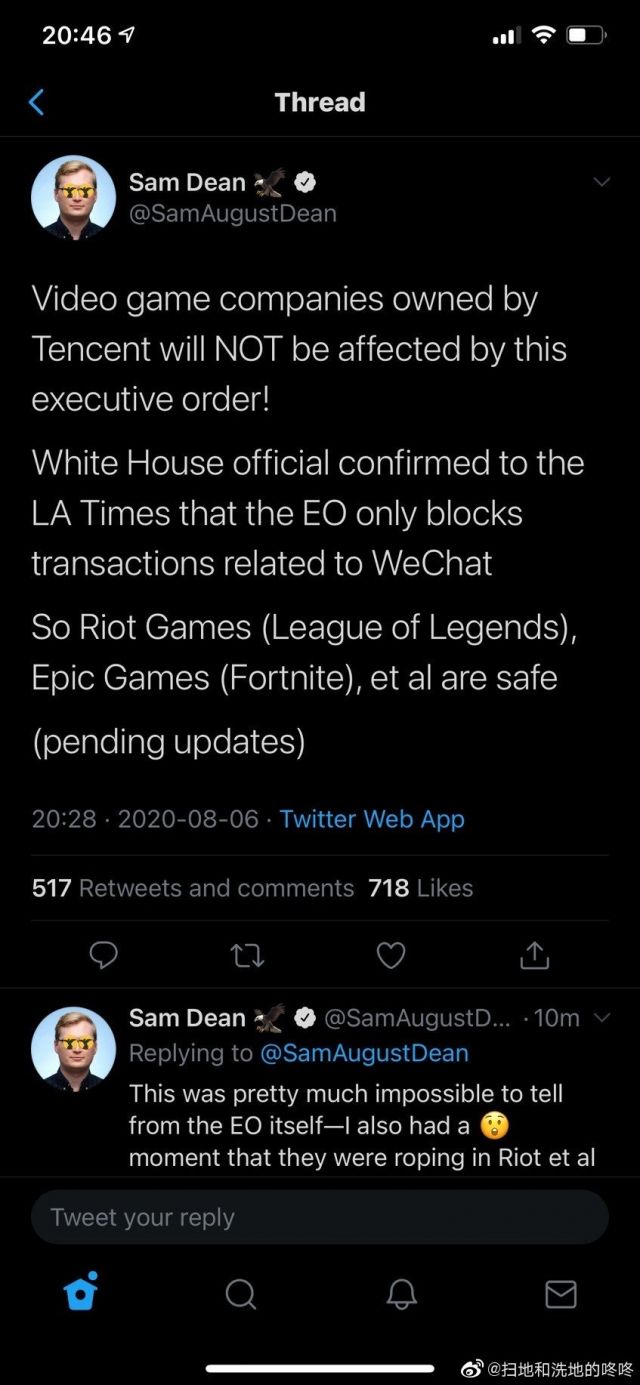 20:46
Thread
Sam Dean
@SamAugustDean
Video game companies owned by
Tencent will NOT be affected by this
executive order!
White House official confirmed to the
LA Times that the EO only blocks
transactions related to WeChat
So Riot Games (League of Legends),
Epic Games (Fortnite), et al are safe
(pending updates)
20:28 · 2020-08-06 · Twitter Web App
517 Retweets and comments 718 Likes
Sam Dean @SamAugustD... · 10m
Replying to @SamAugustDean
This was pretty much impossible to tell
from the EO itself—I also had a 😲
moment that they were roping in Riot et al
Tweet your reply
@扫地和洗地的咚咚